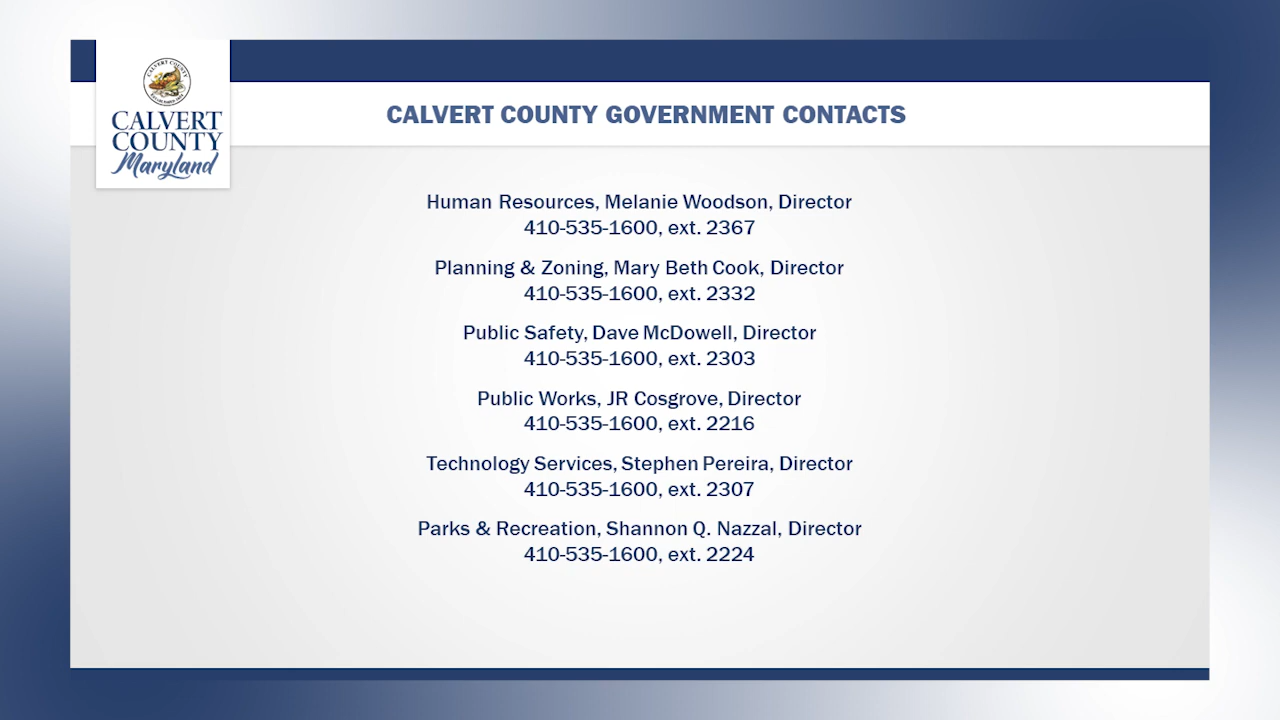 CALVERT COUNTY
CALVERT
COUNTY
Maryland
CALVERT COUNTY GOVERNMENT CONTACTS
Human Resources, Melanie Woodson, Director
410-535-1600, ext. 2367
Planning & Zoning, Mary Beth Cook, Director
410-535-1600, ext. 2332
Public Safety, Dave McDowell, Director
410-535-1600, ext. 2303
Public Works, JR Cosgrove, Director
410-535-1600, ext. 2216
Technology Services, Stephen Pereira, Director
410-535-1600, ext. 2307
Parks & Recreation, Shannon Q. Nazzal, Director
410-535-1600, ext. 2224